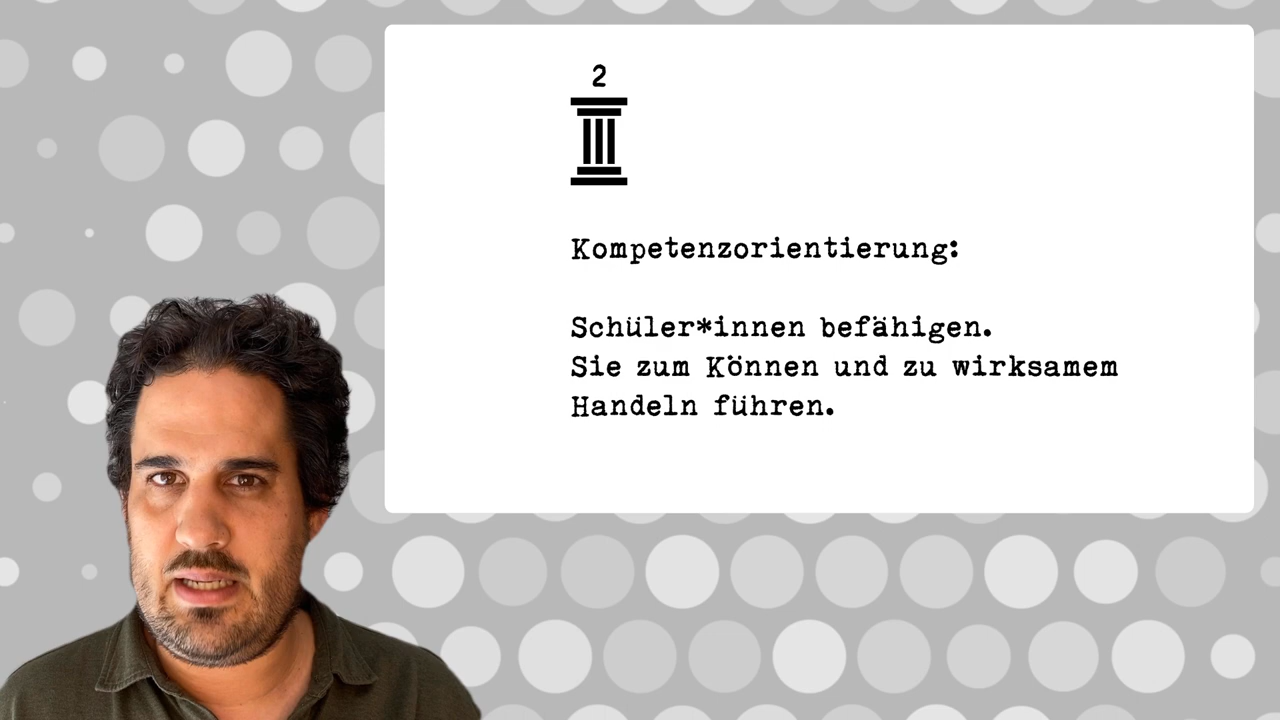 2
Kompetenzorientierung:
Schüler*innen befähigen.
Sie zum Können und zu wirksamem
Handeln führen.